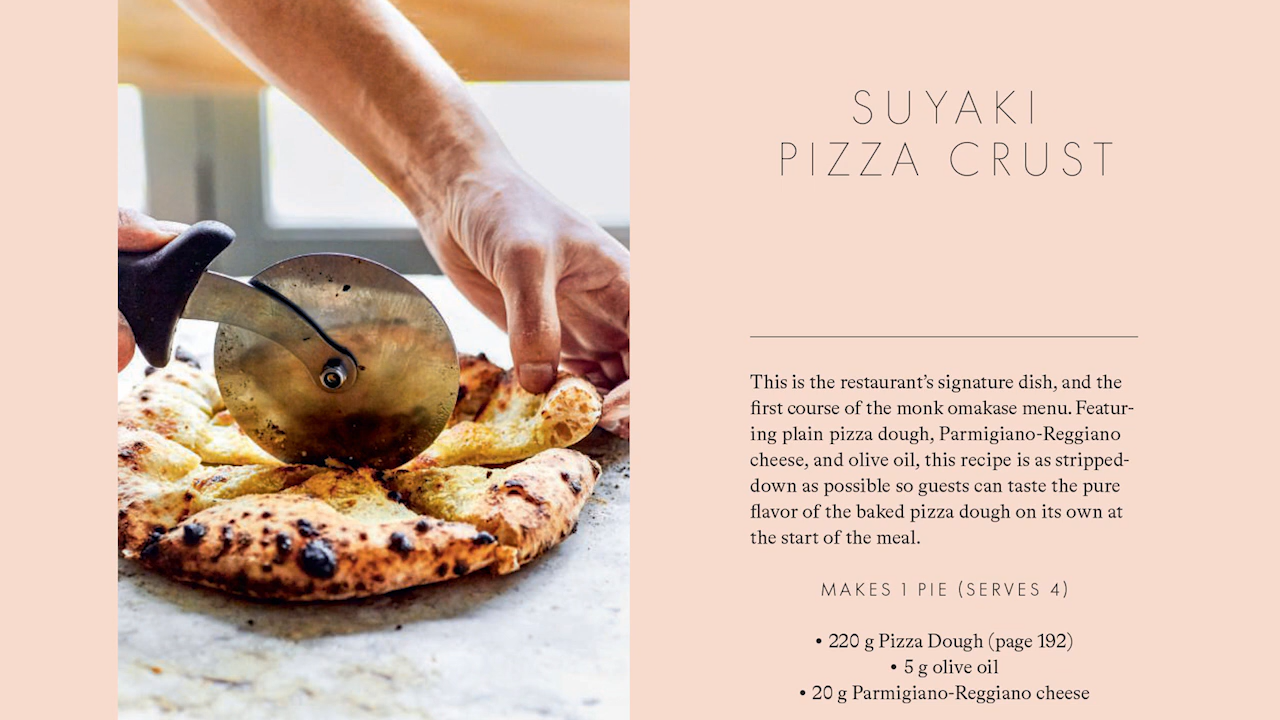 SUYAKI
PIZZA CRUST
This is the restaurant’s signature dish, and the
first course of the monk omakase menu. Featur-
ing plain pizza dough, Parmigiano-Reggiano
cheese, and olive oil, this recipe is as stripped-
down as possible so guests can taste the pure
flavor of the baked pizza dough on its own at
the start of the meal.
MAKES 1 PIE (SERVES 4)
• 220 g Pizza Dough (page 192)
• 5 g olive oil
• 20 g Parmigiano-Reggiano cheese